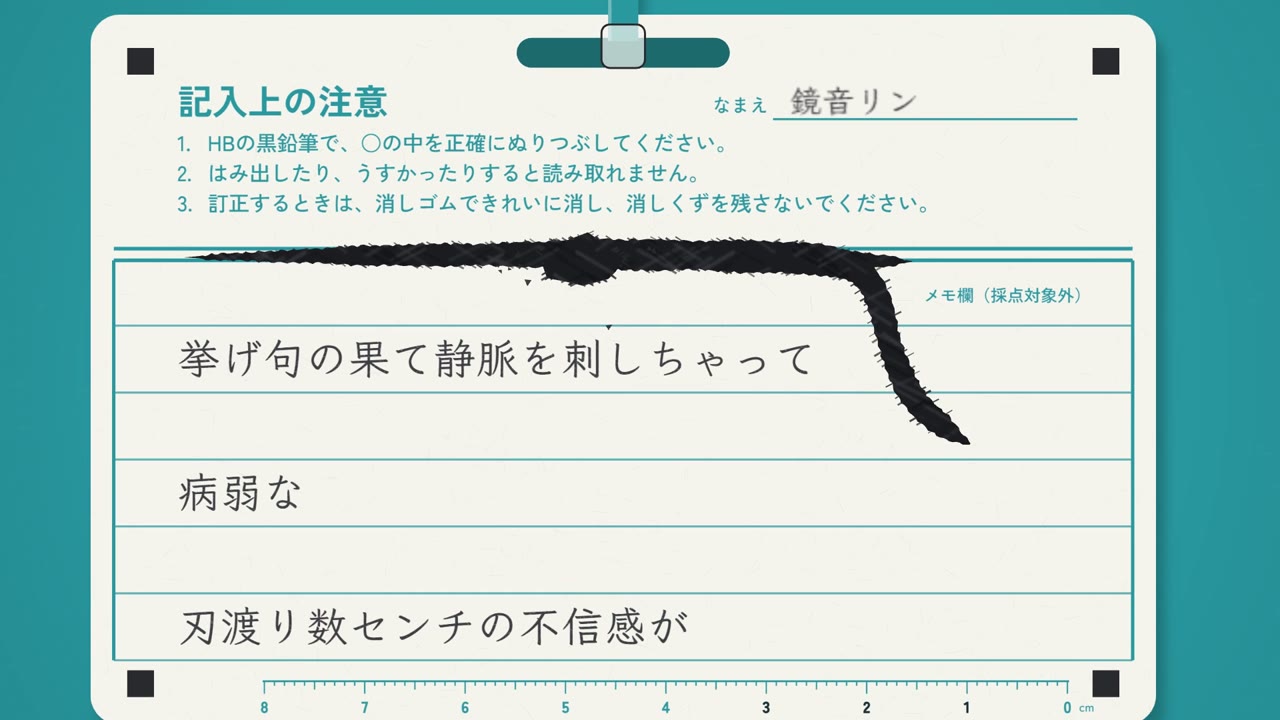 記入上の注意
なまえ 鏡音リン
1. HBの黒鉛筆で、○の中を正確にぬりつぶしてください。
2. はみ出したり、うすかったりすると読み取れません。
3. 訂正するときは、消しゴムできれいに消し、消しくずを残さないでください。
メモ欄（採点対象外）
挙げ句の果て静脈を刺しちゃって
病弱な
刃渡り数センチの不信感が
8 7 6 5 4 3 2 1 0 cm